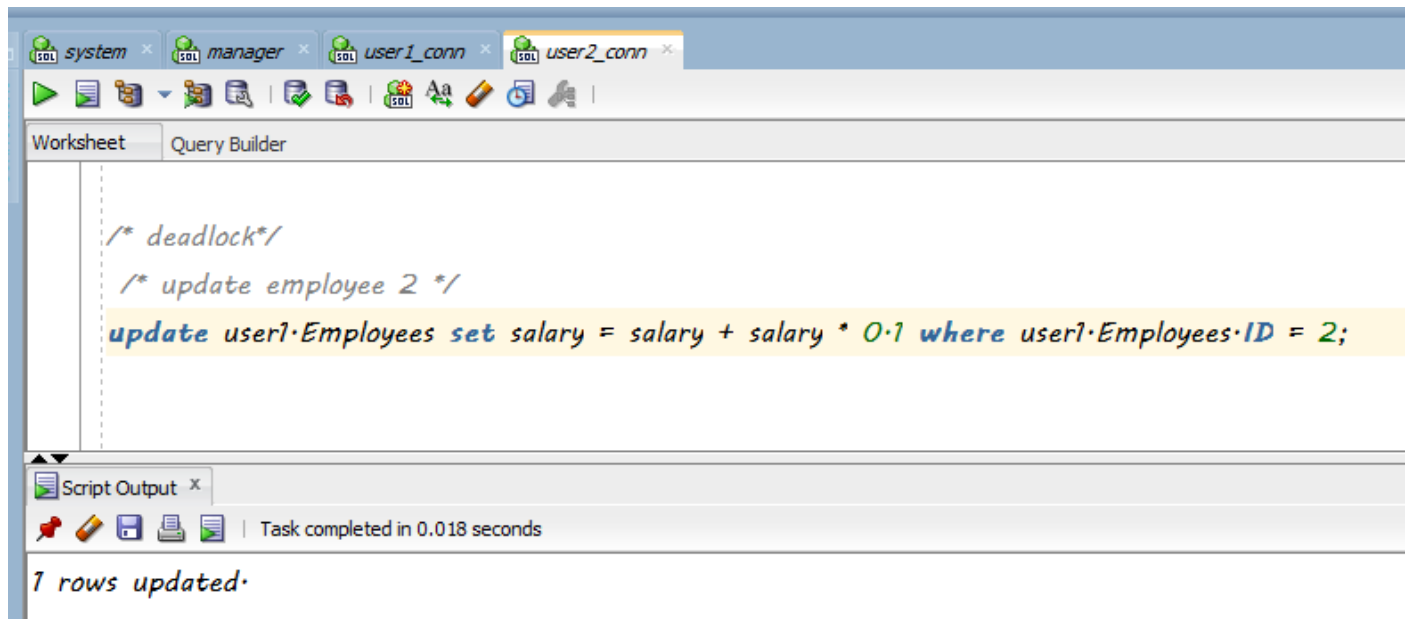 system manager user1_conn user2_conn
Worksheet Query Builder
/* deadlock*/
/* update employee 2 */
update user1.Employees set salary = salary + salary * 0.1 where user1.Employees.ID = 2;
Script Output
Task completed in 0.018 seconds
1 rows updated.